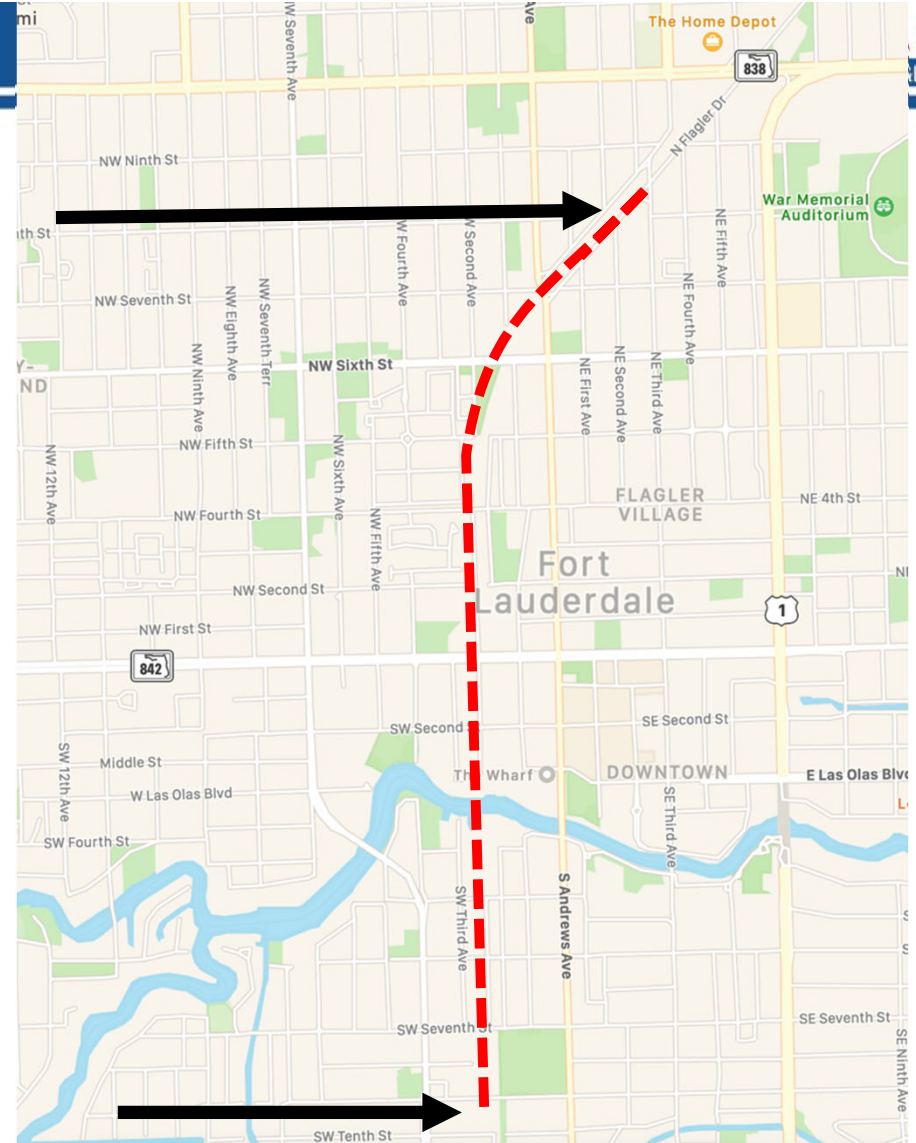 mi
NW Seventh Ave
Ave
The Home Depot
838
N Flagler Dr
NW Ninth St
War Memorial
Auditorium
th St
W Fourth Ave
W Second Ave
NE Fifth Ave
NW Seventh St
NW Eighth Ave
NW Seventh Terr
NE Fourth Ave
NW Sixth St
Y-
ND
NW Ninth Ave
NE First Ave
NE Second Ave
NE Third Ave
NW Fifth St
NW 12th Ave
NW Sixth Ave
FLAGLER
VILLAGE
NE 4th St
NW Fourth St
NW Fifth Ave
Fort
Lauderdale
NW Second St
1
NW First St
842
SW Second
SE Second St
SW 12th Ave
Middle St
The Wharf
DOWNTOWN
E Las Olas Blvd
W Las Olas Blvd
SE Third Ave
SW Fourth St
SW Third Ave
S Andrews Ave
SW Seventh St
SE Seventh St
SE Ninth Ave
SW Tenth St